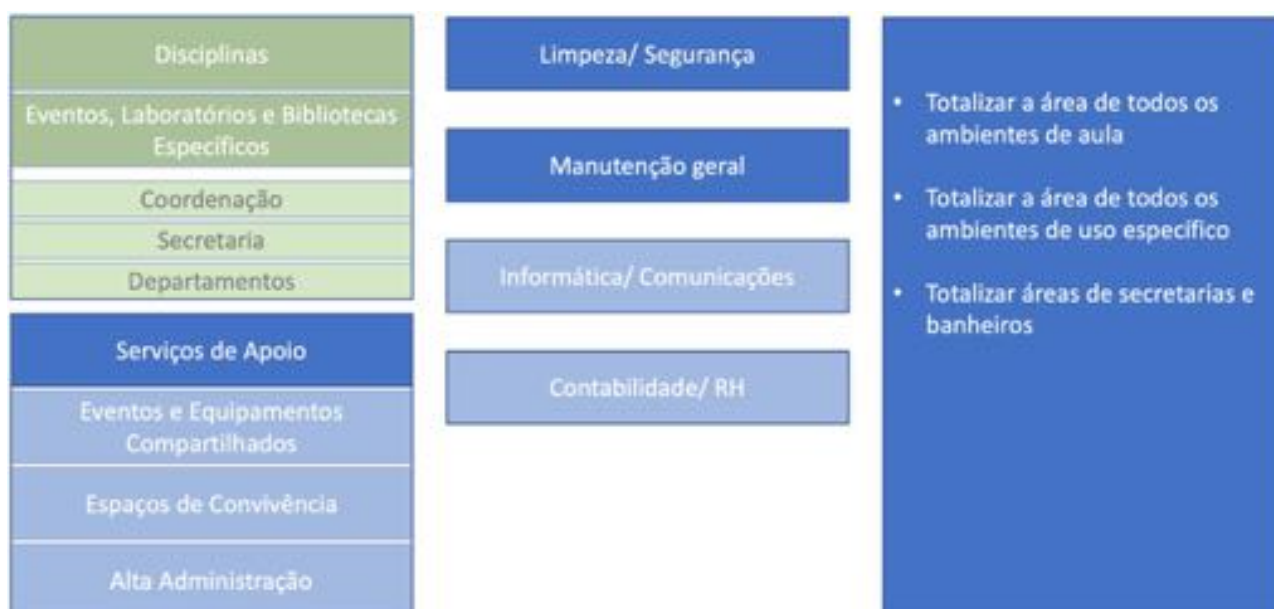 Disciplinas
Eventos, Laboratórios e Bibliotecas
Específicos
Coordenação
Secretaria
Departamentos
Serviços de Apoio
Eventos e Equipamentos
Compartilhados
Espaços de Convivência
Alta Administração
Limpeza/ Segurança
Manutenção geral
Informática/ Comunicações
Contabilidade/ RH
• Totalizar a área de todos os
ambientes de aula
• Totalizar a área de todos os
ambientes de uso específico
• Totalizar áreas de secretarias e
banheiros